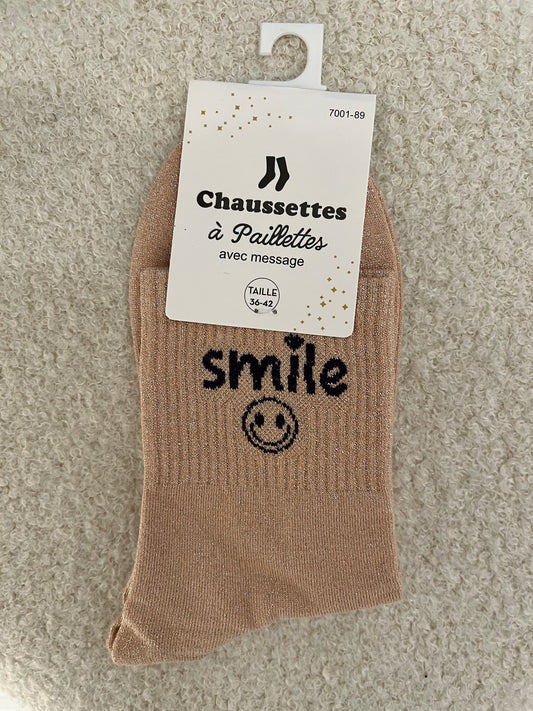 7001-89
Chaussettes
à Paillettes
avec message
TAILLE
36-42
smile